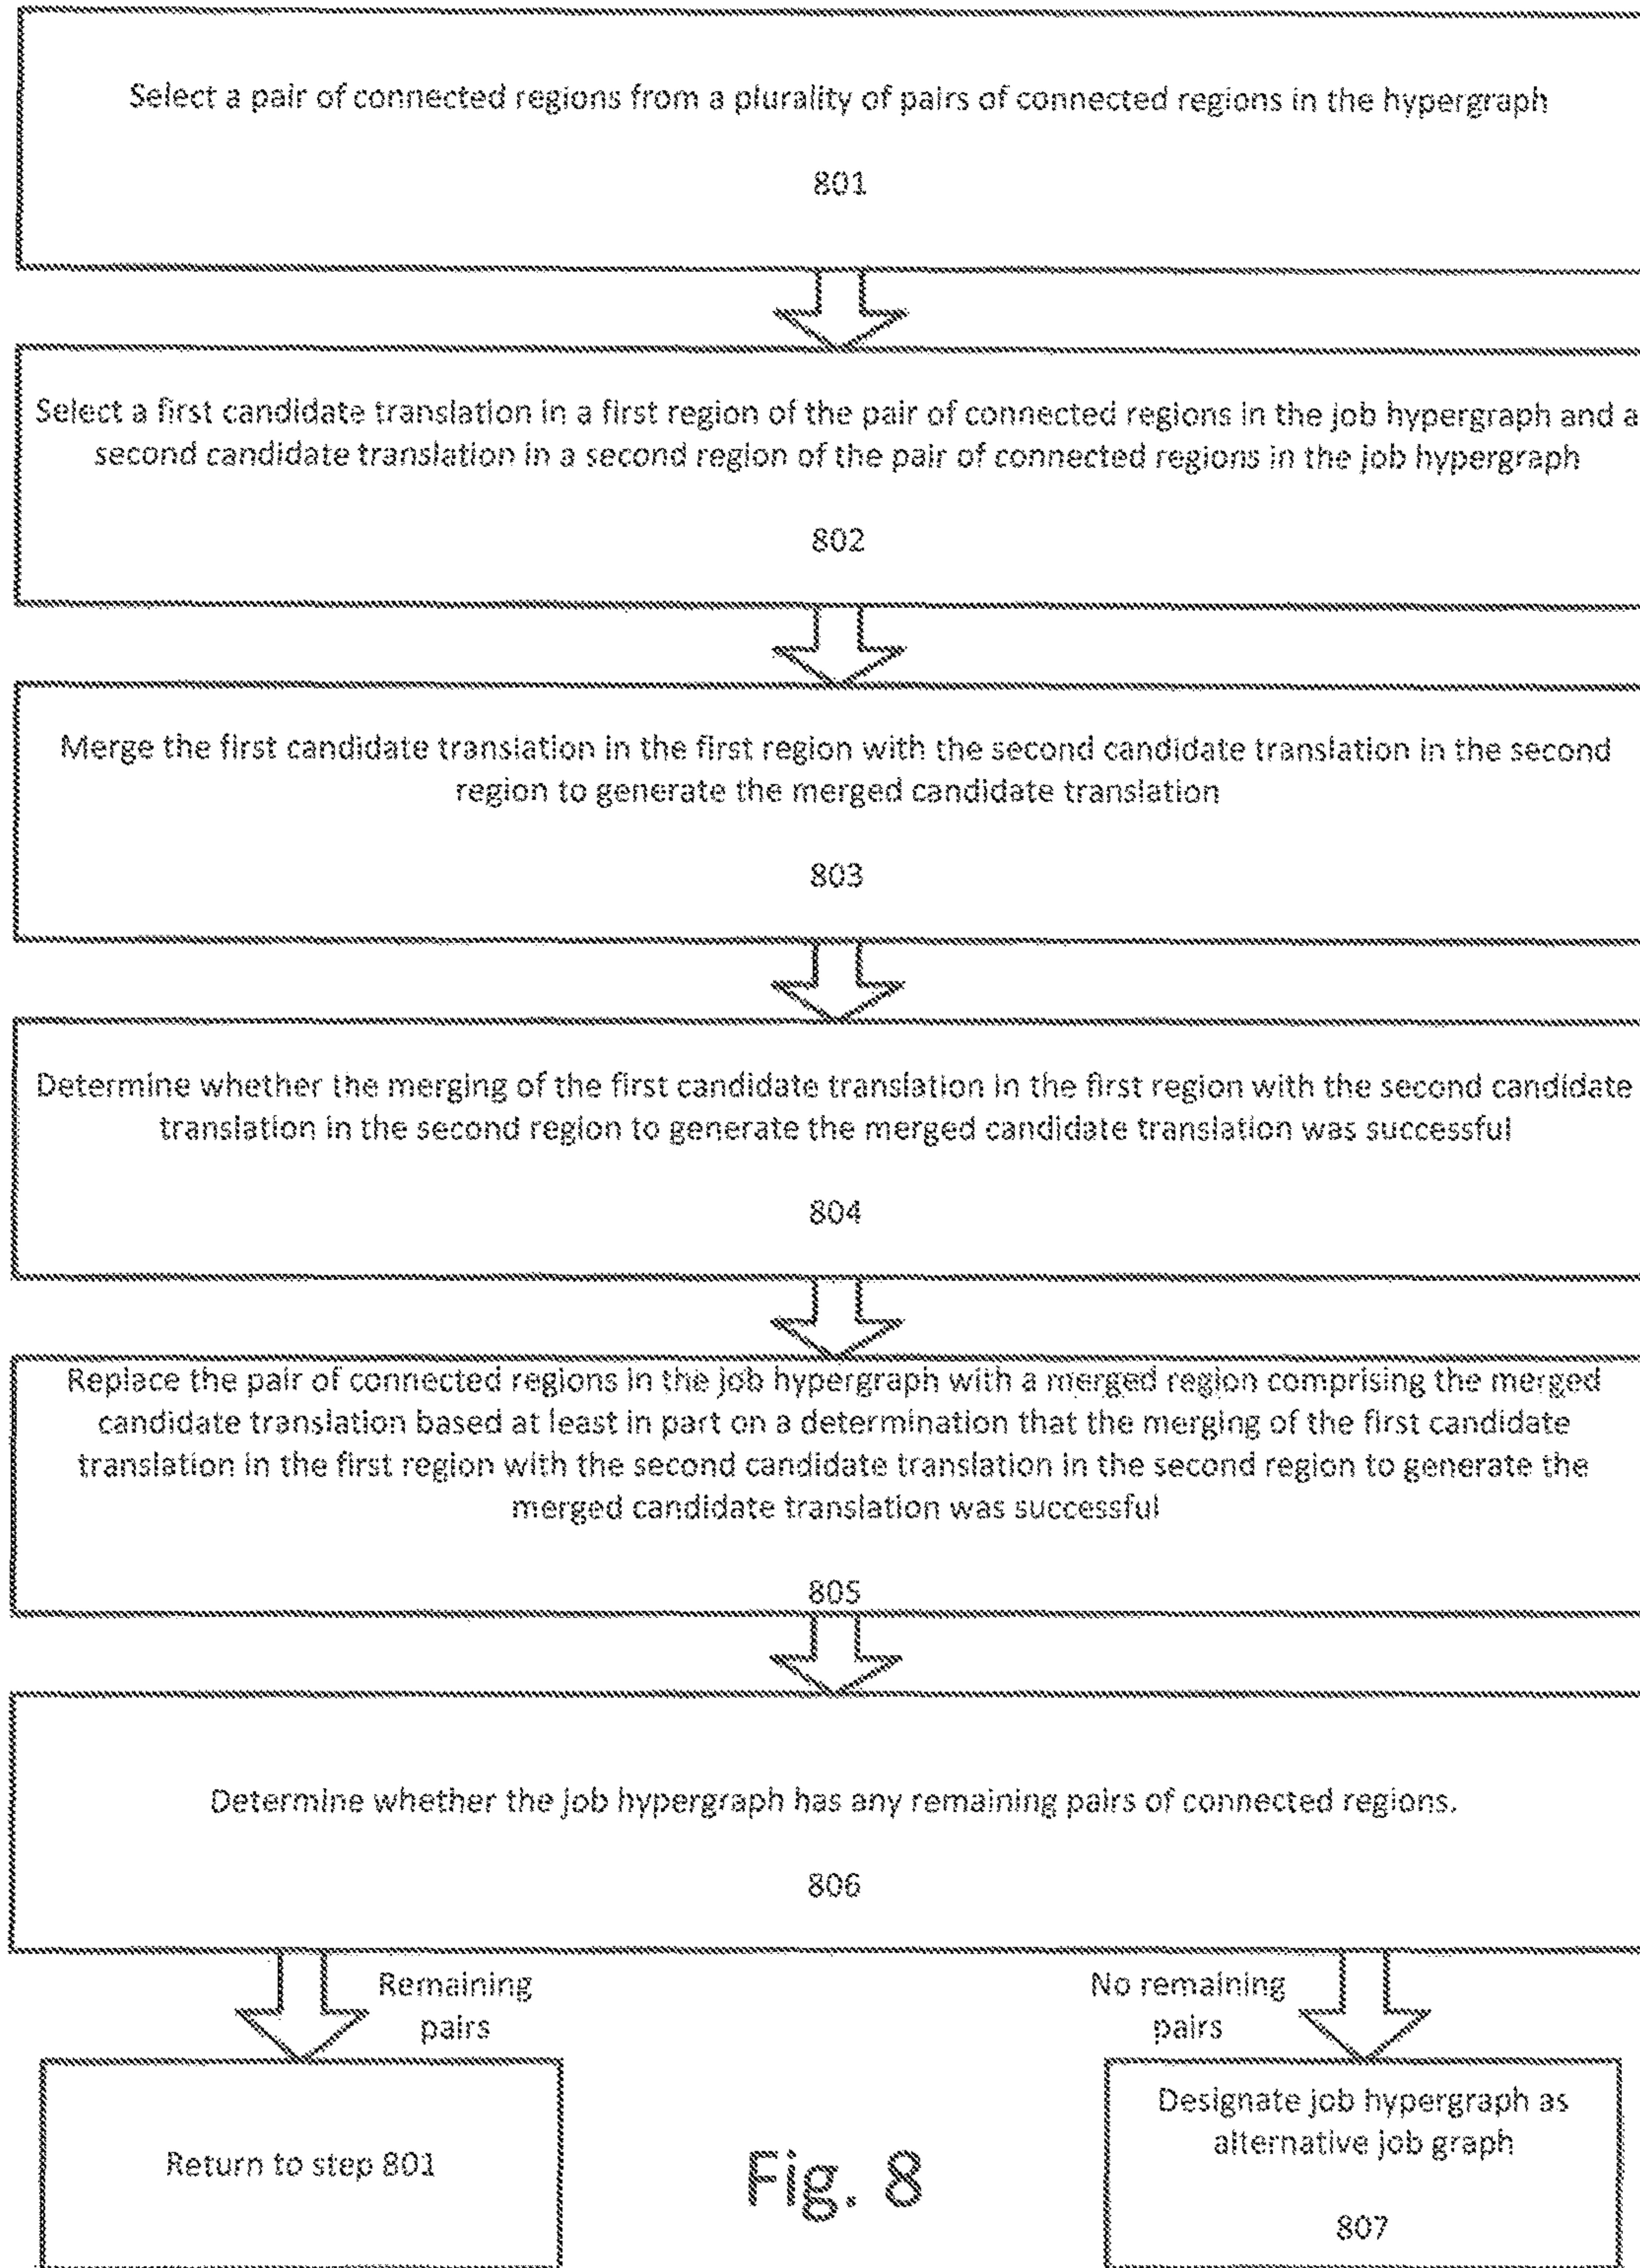 Select a pair of connected regions from a plurality of pairs of connected regions in the hypergraph
801
Select a first candidate translation in a first region of the pair of connected regions in the job hypergraph and a
second candidate translation in a second region of the pair of connected regions in the job hypergraph
802
Merge the first candidate translation in the first region with the second candidate translation in the second
region to generate the merged candidate translation
803
Determine whether the merging of the first candidate translation in the first region with the second candidate
translation in the second region to generate the merged candidate translation was successful
804
Replace the pair of connected regions in the job hypergraph with a merged region comprising the merged
candidate translation based at least in part on a determination that the merging of the first candidate
translation in the first region with the second candidate translation in the second region to generate the
merged candidate translation was successful
805
Determine whether the job hypergraph has any remaining pairs of connected regions.
806
Remaining
pairs
No remaining
pairs
Return to step 801
Designate job hypergraph as
alternative job graph
807
Fig. 8